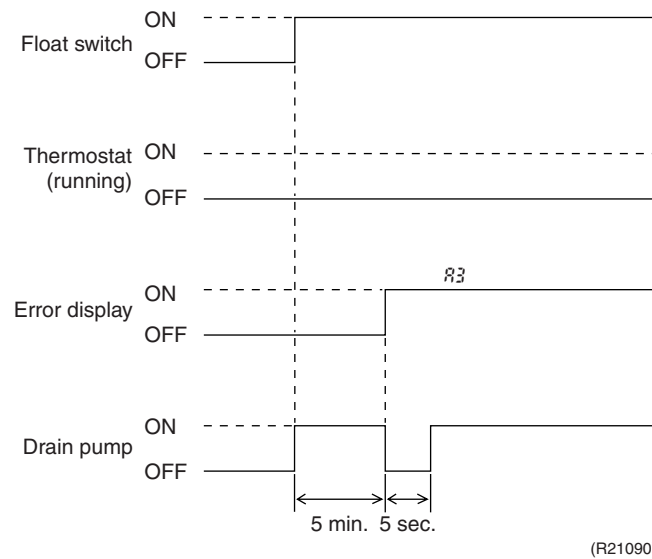 ON
Float switch
OFF
Thermostat ON
(running)
OFF
A3
ON
Error display
OFF
ON
Drain pump
OFF
5 min. 5 sec.
(R21090